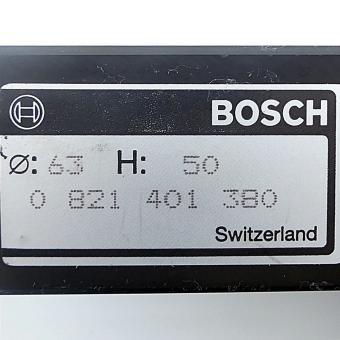 BOSCH
Ø: 63 H: 50
0 821 401 380
Switzerland